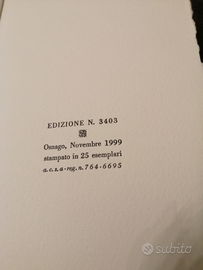 EDIZIONE N. 3403
Osnago, Novembre 1999
stampato in 25 esemplari
a.c.s.a-reg.n.764-6695
subito